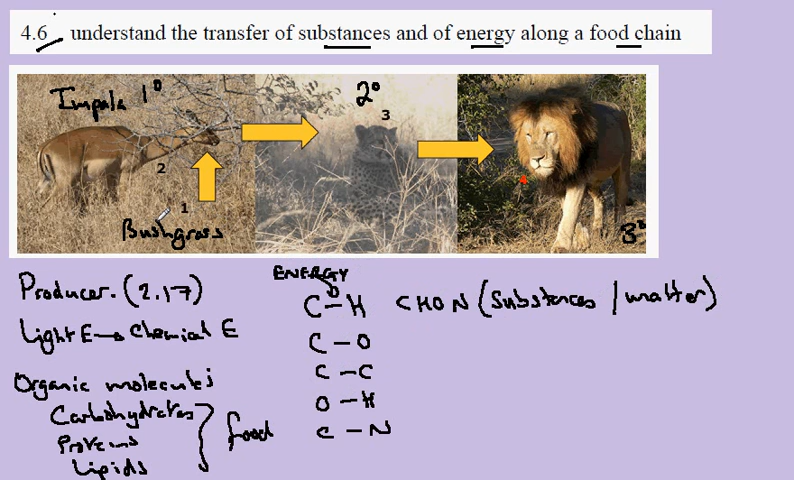 4.6 understand the transfer of substances and of energy along a food chain
Impala 1°
2°
3
2
1
Bushgrass
3°
Producer. (2.17)
Light E → Chemical E
Organic molecules
Carbohydrates
Proteins
Lipids
} food
ENERGY
C – H
C – O
C – C
O – H
C – N
CHON (Substances / matter)